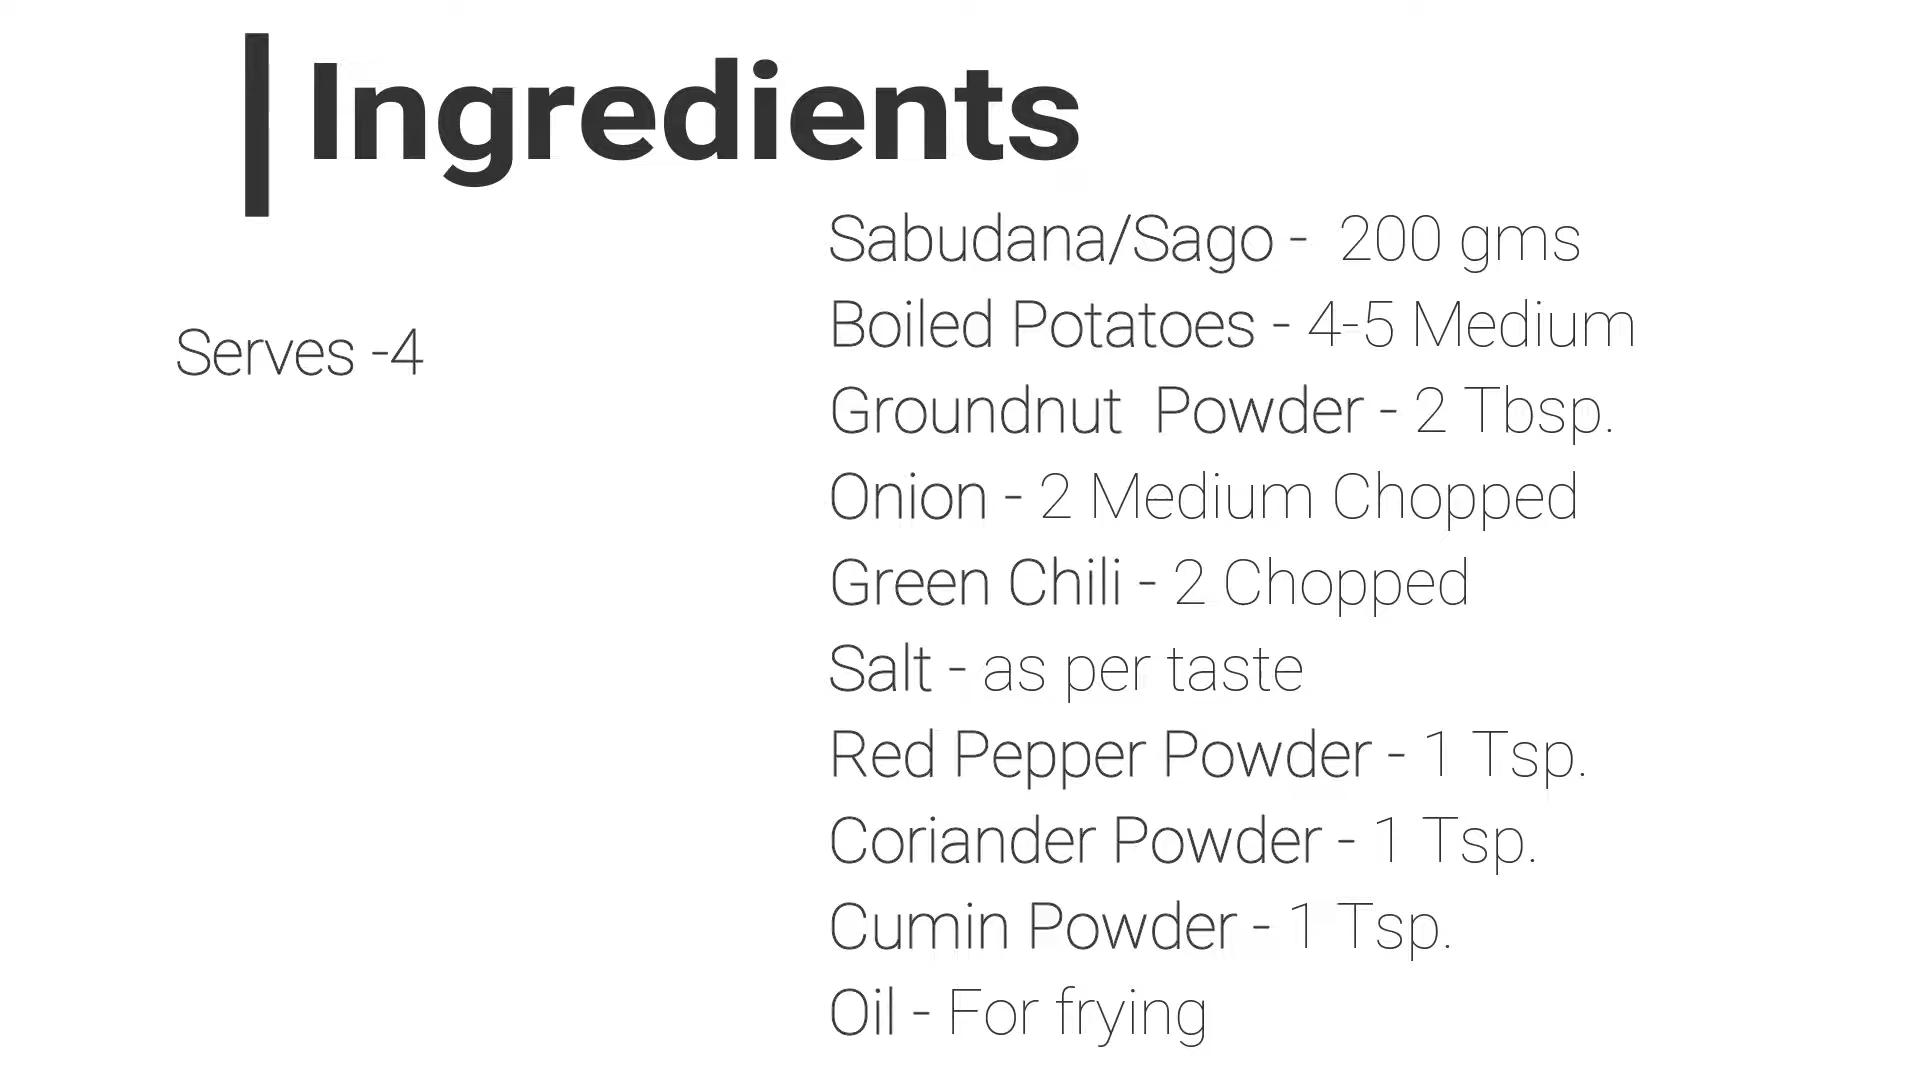 Ingredients
Serves -4
Sabudana/Sago - 200 gms
Boiled Potatoes - 4-5 Medium
Groundnut Powder - 2 Tbsp.
Onion - 2 Medium Chopped
Green Chili - 2 Chopped
Salt - as per taste
Red Pepper Powder - 1 Tsp.
Coriander Powder - 1 Tsp.
Cumin Powder - 1 Tsp.
Oil - For frying